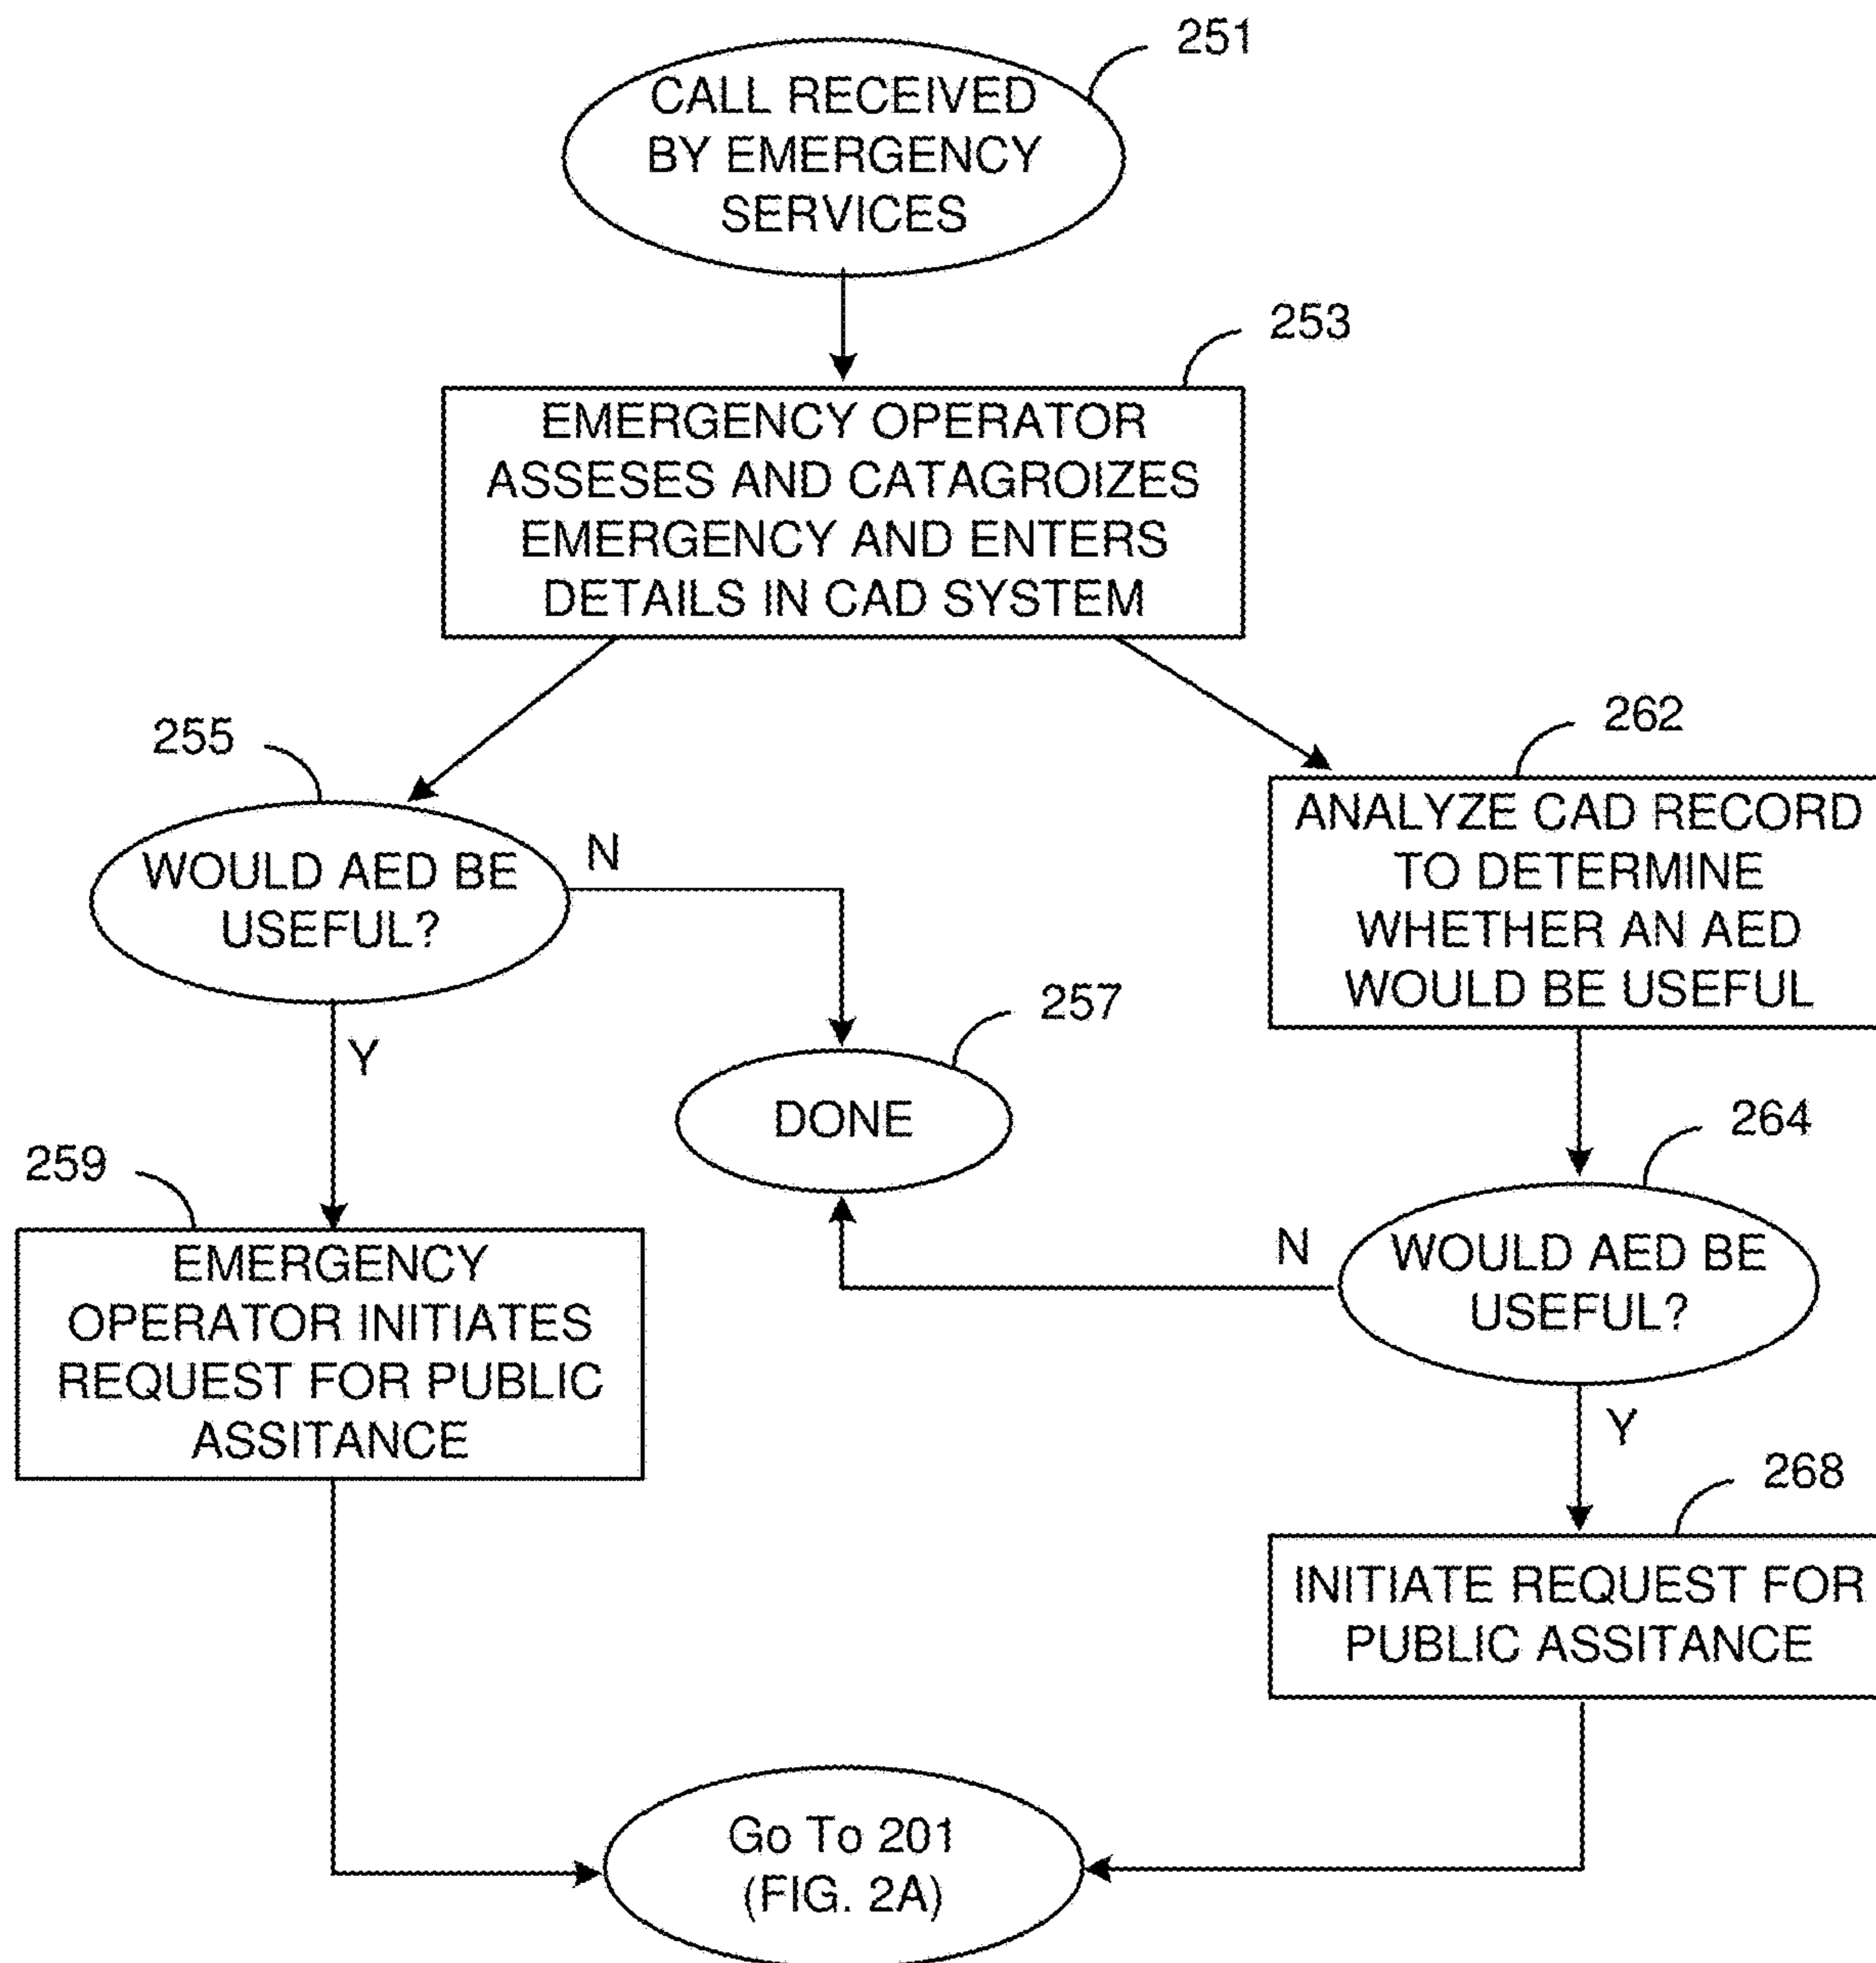 251
CALL RECEIVED
BY EMERGENCY
SERVICES
253
EMERGENCY OPERATOR
ASSESES AND CATAGROIZES
EMERGENCY AND ENTERS
DETAILS IN CAD SYSTEM
255
WOULD AED BE
USEFUL?
N
Y
257
DONE
259
EMERGENCY
OPERATOR INITIATES
REQUEST FOR PUBLIC
ASSITANCE
262
ANALYZE CAD RECORD
TO DETERMINE
WHETHER AN AED
WOULD BE USEFUL
264
WOULD AED BE
USEFUL?
N
Y
268
INITIATE REQUEST FOR
PUBLIC ASSITANCE
Go To 201
(FIG. 2A)